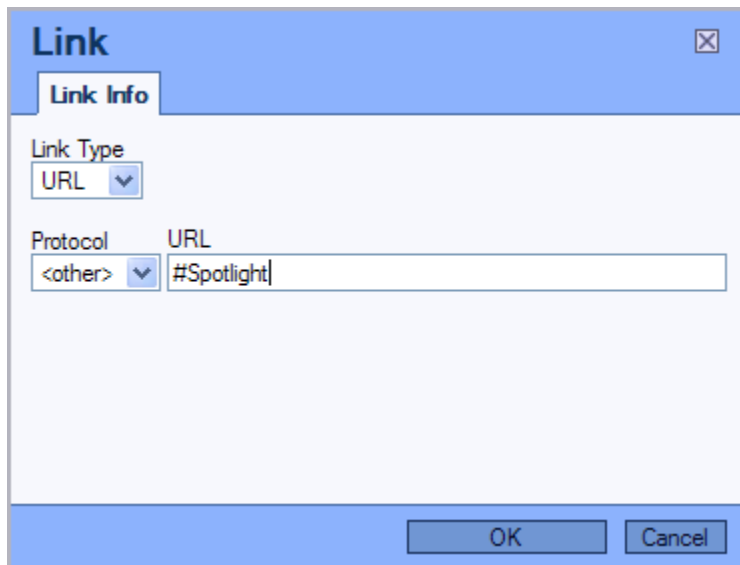 Link
Link Info
Link Type
URL
Protocol URL
<other> #Spotlight
OK Cancel